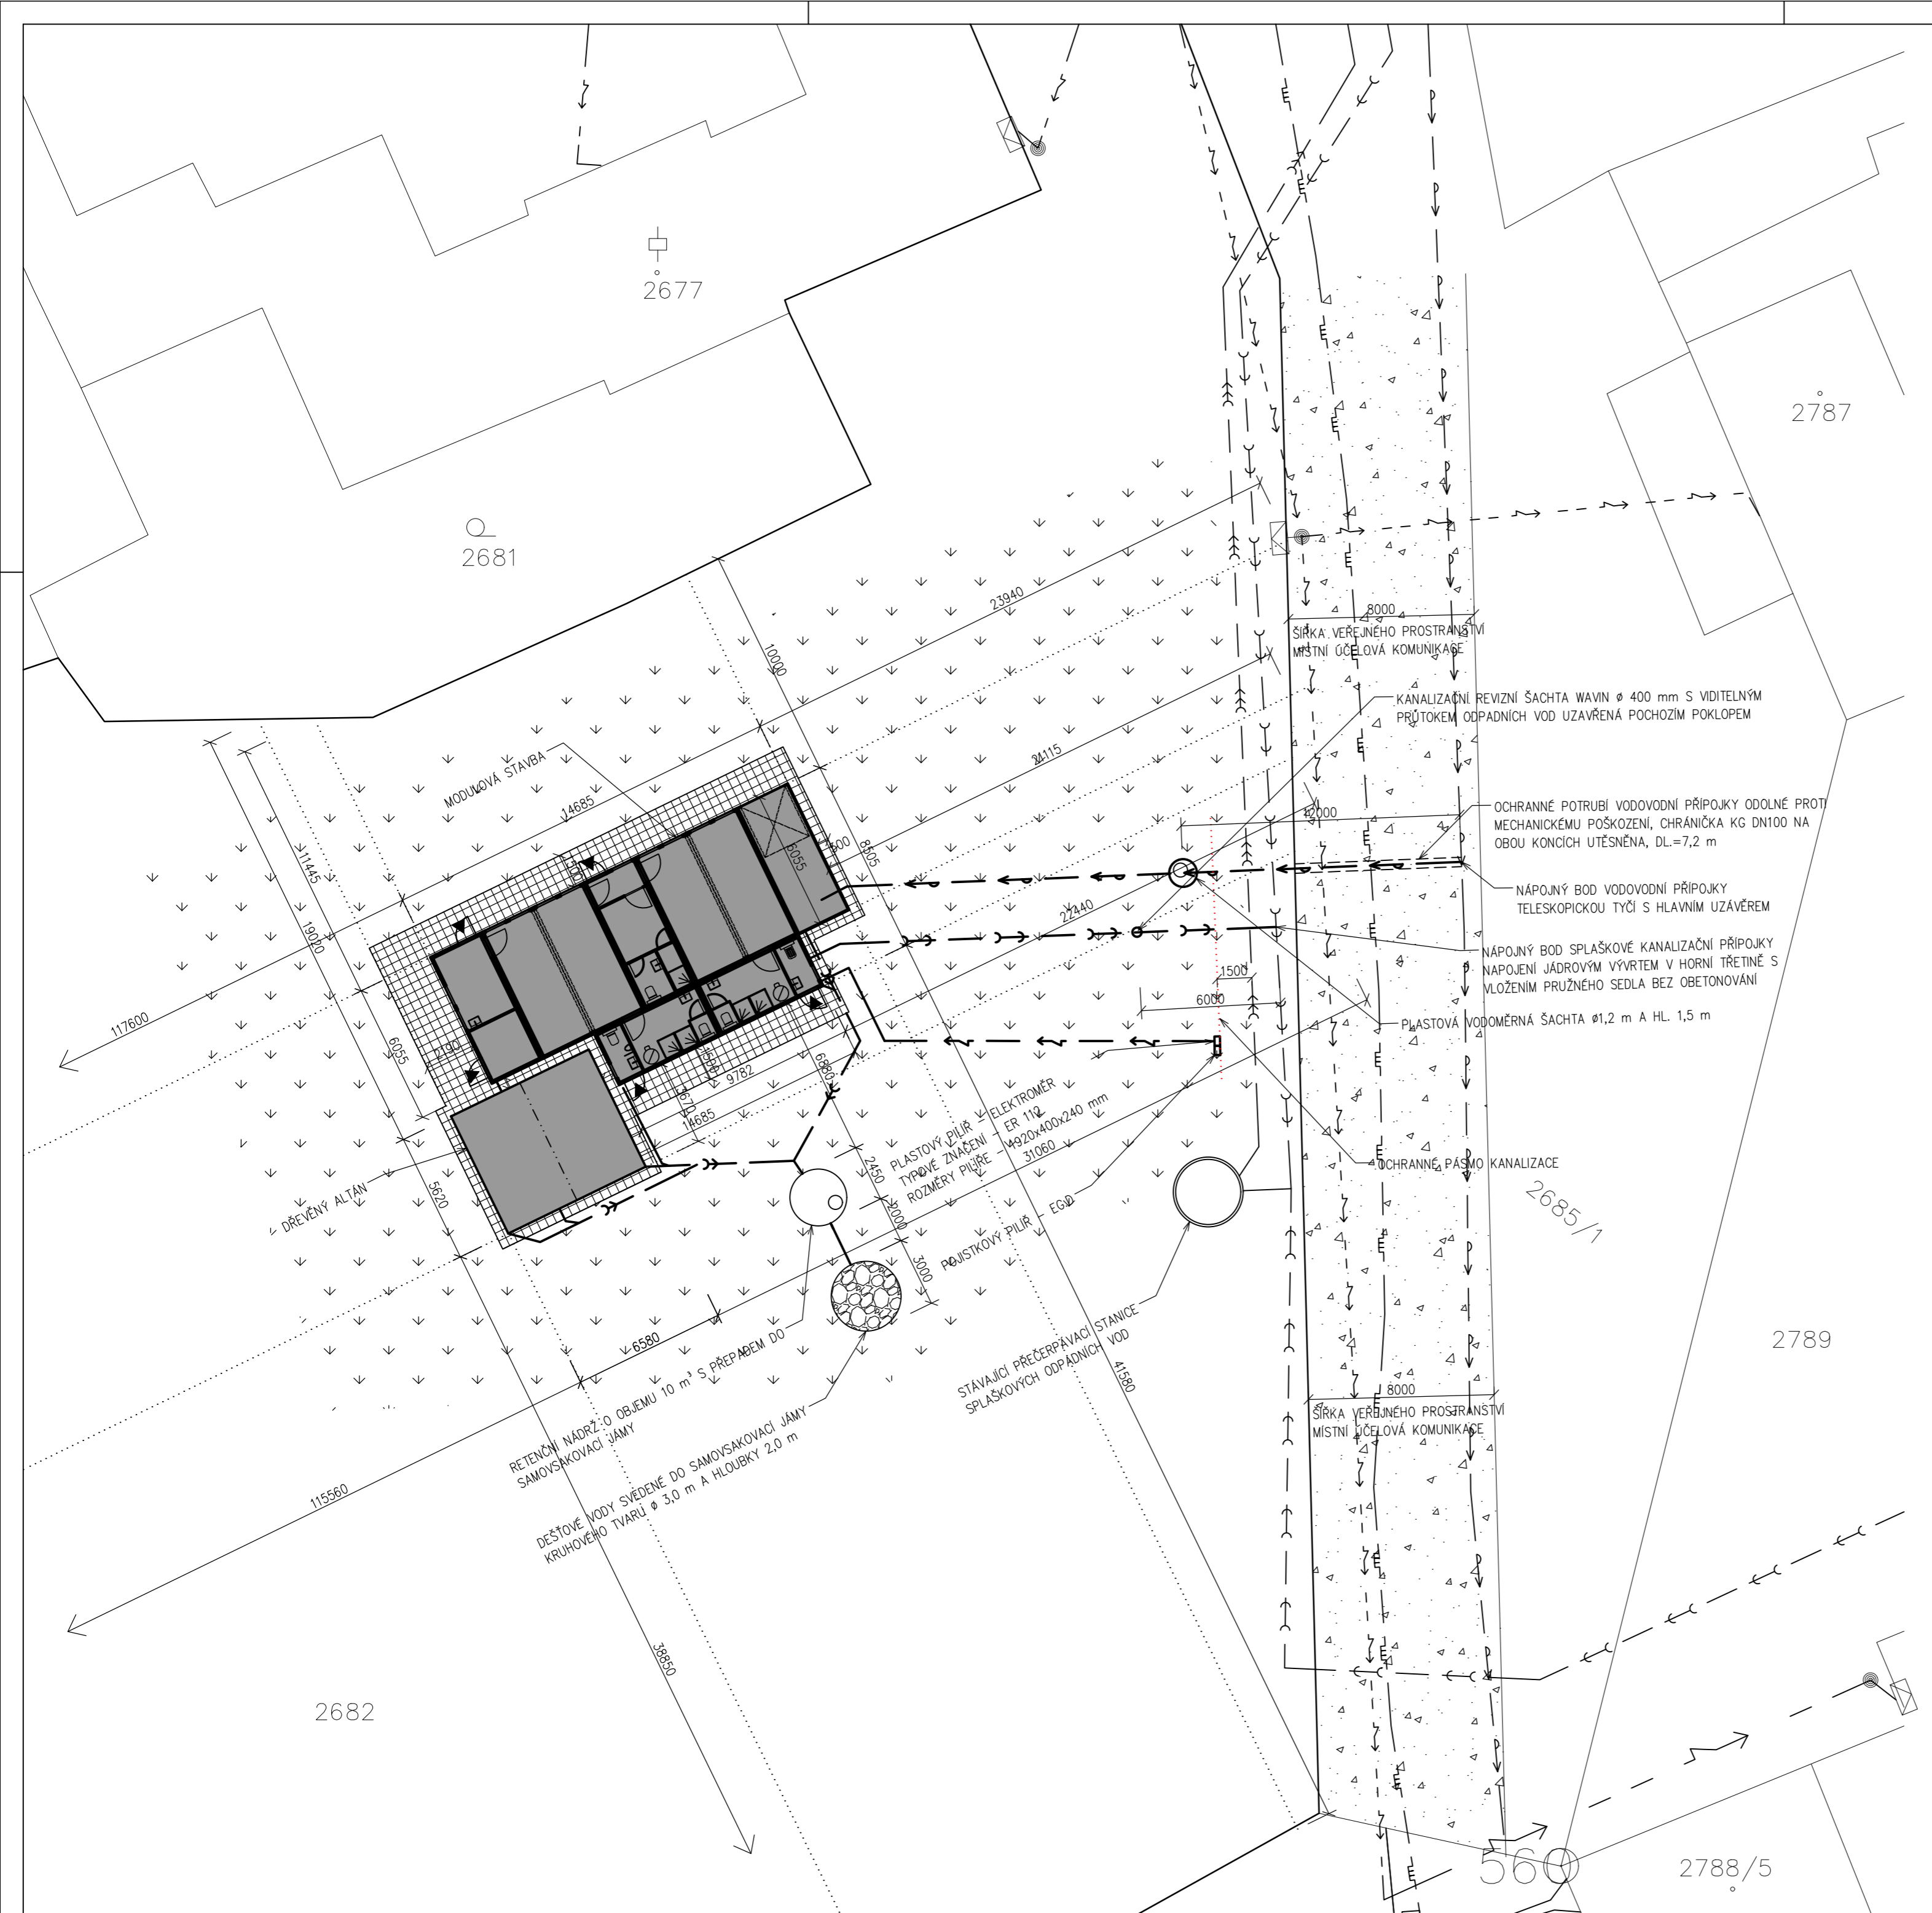 2677
2681
2787
23940
10000
8000
ŠÍŘKA VEŘEJNÉHO PROSTRANSTVÍ
MÍSTNÍ ÚČELOVÁ KOMUNIKACE
KANALIZAČNÍ REVIZNÍ ŠACHTA WAVIN ø 400 mm S VIDITELNÝM
PRŮTOKEM ODPADNÍCH VOD UZAVŘENÁ POCHOZÍM POKLOPEM
MODULOVÁ STAVBA
14685
OCHRANNÉ POTRUBÍ VODOVODNÍ PŘÍPOJKY ODOLNÉ PROTI
MECHANICKÉMU POŠKOZENÍ, CHRÁNIČKA KG DN100 NA
OBOU KONCÍCH UTĚSNĚNA, DL.=7,2 m
8505
6055
11445
19020
NÁPOJNÝ BOD VODOVODNÍ PŘÍPOJKY
TELESKOPICKOU TYČÍ S HLAVNÍM UZÁVĚREM
22440
NÁPOJNÝ BOD SPLAŠKOVÉ KANALIZAČNÍ PŘÍPOJKY
NAPOJENÍ JÁDROVÝM VÝVRTEM V HORNÍ TŘETINĚ S
VLOŽENÍM PRUŽNÉHO SEDLA BEZ OBETONOVÁNÍ
1500
6000
PLASTOVÁ VODOMĚRNÁ ŠACHTA ø1,2 m A HL. 1,5 m
117600
6055
9782
6880
14685
PLASTOVÝ PILÍŘ – ELEKTROMĚR
TYPOVÉ ZNAČENÍ – ER 112
ROZMĚRY PILÍŘE – 1920x400x240 mm
31060
OCHRANNÉ PÁSMO KANALIZACE
2450
2000
3000
5620
DŘEVĚNÝ ALTÁN
POJISTKOVÝ PILÍŘ – EG.D
2685/1
STÁVAJÍCÍ PŘEČERPÁVACÍ STANICE
SPLAŠKOVÝCH ODPADNÍCH VOD
6580
41580
2789
RETENČNÍ NÁDRŽ O OBJEMU 10 m³ S PŘEPADEM DO
SAMOVSAKOVACÍ JÁMY
DEŠŤOVÉ VODY SVEDENÉ DO SAMOVSAKOVACÍ JÁMY
KRUHOVÉHO TVARU ø 3,0 m A HLOUBKY 2,0 m
8000
ŠÍŘKA VEŘEJNÉHO PROSTRANSTVÍ
MÍSTNÍ ÚČELOVÁ KOMUNIKACE
115560
38850
2682
560
2788/5